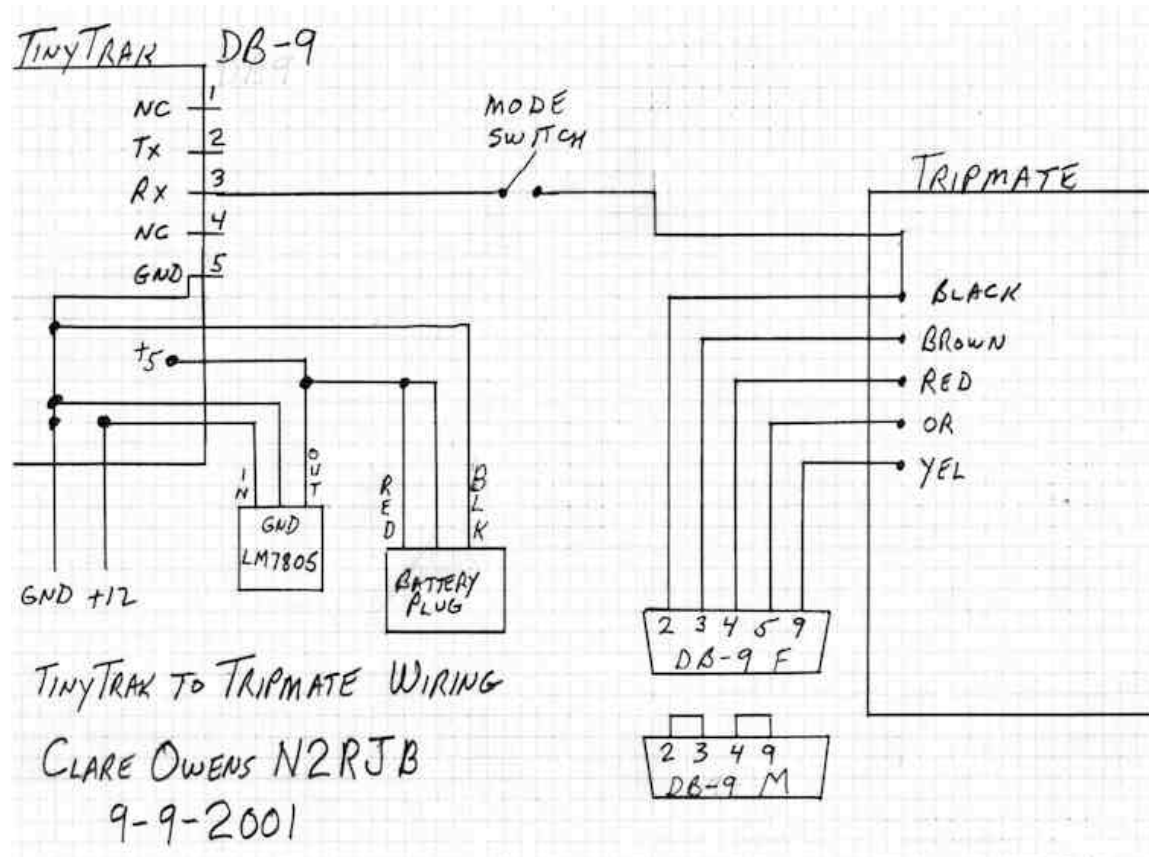 TINYTRAK DB-9
NC 1
TX 2
RX 3
NC 4
GND 5
+5
MODE
SWITCH
TRIPMATE
BLACK
BROWN
RED
OR
YEL
IN
OUT
GND
LM7805
RED
BLK
BATTERY
PLUG
GND +12
2 3 4 5 9
DB-9 F
2 3 4 9
DB-9 M
TINYTRAK TO TRIPMATE WIRING
CLARE OWENS N2RJB
9-9-2001